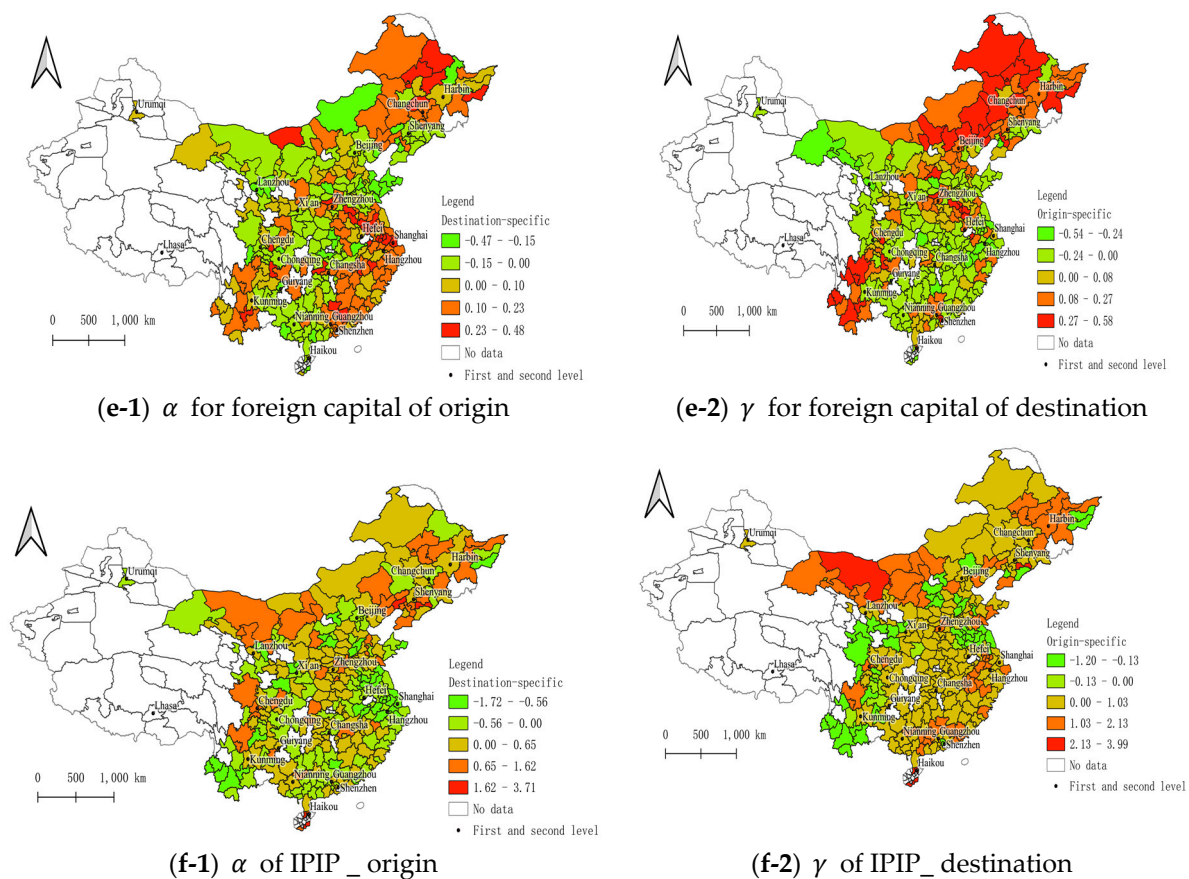 Urumqi
Harbin
Changchun
Shenyang
Beijing
Lanzhou
Xi'an
Zhengzhou
Hefei
Shanghai
Hangzhou
Chengdu
Chongqing
Changsha
Lhasa
Guiyang
Kunming
Nianning
Guangzhou
Shenzhen
Haikou
0 500 1,000 km
Legend
Destination-specific
-0.47 - -0.15
-0.15 - 0.00
0.00 - 0.10
0.10 - 0.23
0.23 - 0.48
No data
First and second level
(e-1) α for foreign capital of origin
Urumqi
Harbin
Changchun
Shenyang
Beijing
Lanzhou
Xi'an
Zhengzhou
Hefei
Shanghai
Hangzhou
Chengdu
Chongqing
Changsha
Lhasa
Guiyang
Kunming
Nianning
Guangzhou
Shenzhen
Haikou
0 500 1,000 km
Legend
Origin-specific
-0.54 - -0.24
-0.24 - 0.00
0.00 - 0.08
0.08 - 0.27
0.27 - 0.58
No data
First and second level
(e-2) γ for foreign capital of destination
Urumqi
Harbin
Changchun
Shenyang
Beijing
Lanzhou
Xi'an
Zhengzhou
Hefei
Shanghai
Hangzhou
Chengdu
Chongqing
Changsha
Lhasa
Guiyang
Kunming
Nianning
Guangzhou
Shenzhen
Haikou
0 500 1,000 km
Legend
Destination-specific
-1.72 - -0.56
-0.56 - 0.00
0.00 - 0.65
0.65 - 1.62
1.62 - 3.71
No data
First and second level
(f-1) α of IPIP _ origin
Urumqi
Harbin
Changchun
Shenyang
Beijing
Lanzhou
Xi'an
Zhengzhou
Hefei
Shanghai
Hangzhou
Chengdu
Chongqing
Changsha
Lhasa
Guiyang
Kunming
Nianning
Guangzhou
Shenzhen
Haikou
0 500 1,000 km
Legend
Origin-specific
-1.20 - -0.13
-0.13 - 0.00
0.00 - 1.03
1.03 - 2.13
2.13 - 3.99
No data
First and second level
(f-2) γ of IPIP_ destination